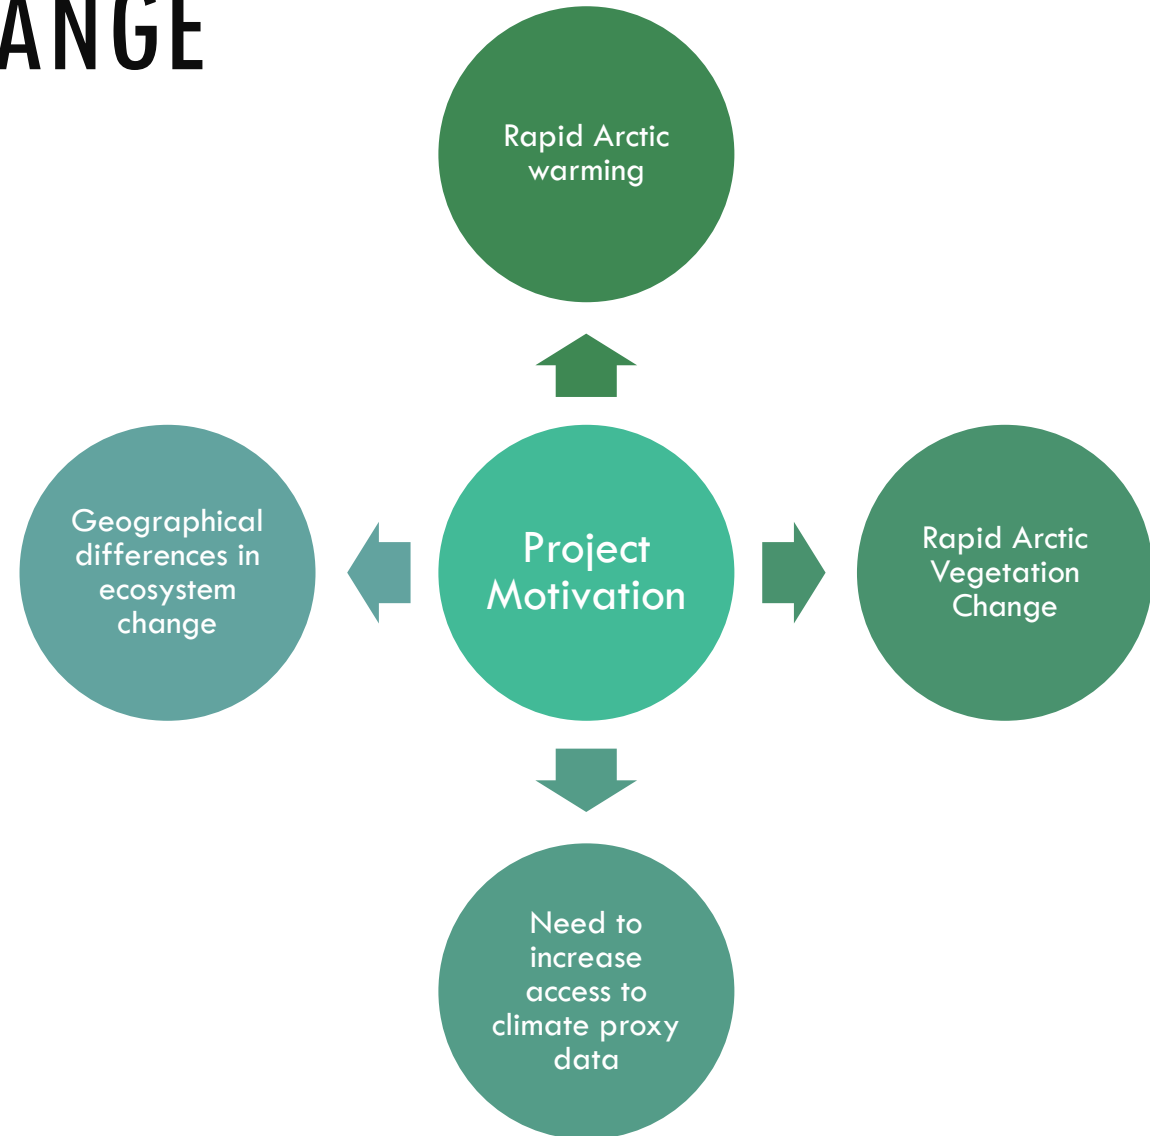 ANGE
Rapid Arctic
warming
Geographical
differences in
ecosystem
change
Project
Motivation
Rapid Arctic
Vegetation
Change
Need to
increase
access to
climate proxy
data